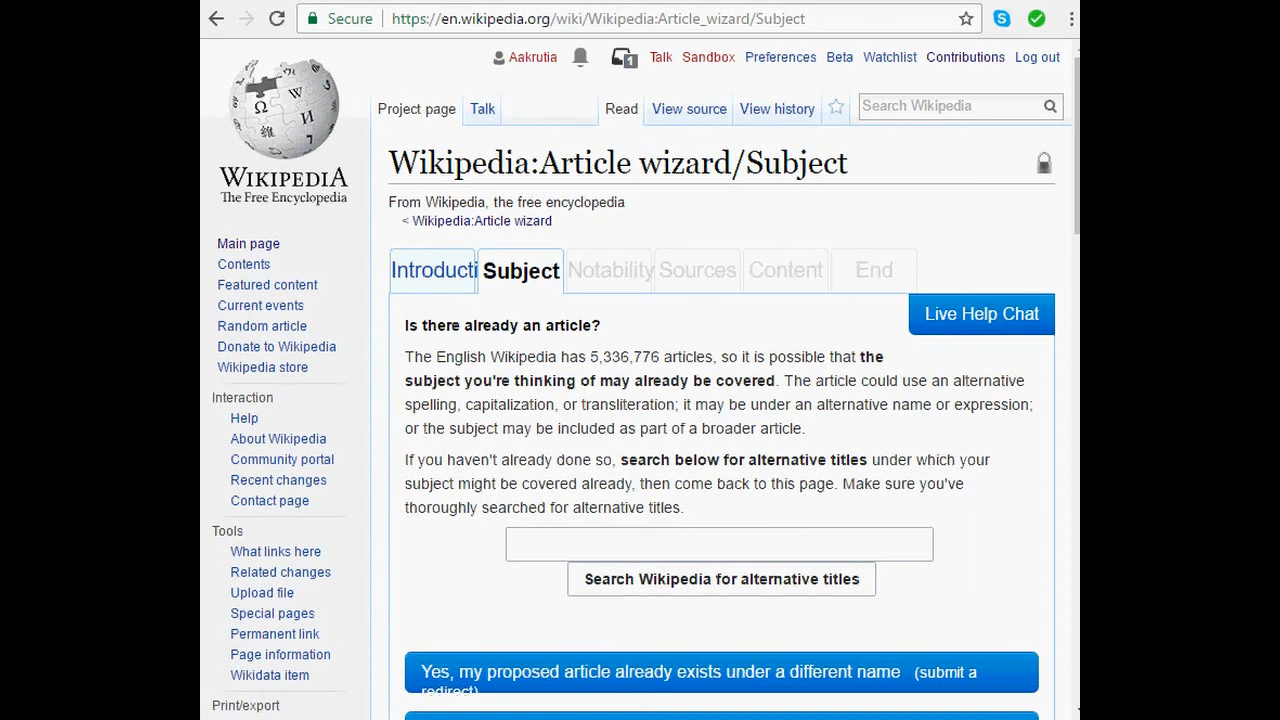 Secure https://en.wikipedia.org/wiki/Wikipedia:Article_wizard/Subject
Aakrutia 1 Talk Sandbox Preferences Beta Watchlist Contributions Log out
Project page Talk Read View source View history Search Wikipedia
WIKIPEDIA
The Free Encyclopedia
Main page
Contents
Featured content
Current events
Random article
Donate to Wikipedia
Wikipedia store
Interaction
Help
About Wikipedia
Community portal
Recent changes
Contact page
Tools
What links here
Related changes
Upload file
Special pages
Permanent link
Page information
Wikidata item
Print/export
Wikipedia:Article wizard/Subject
From Wikipedia, the free encyclopedia
< Wikipedia:Article wizard
Introducti Subject Notability Sources Content End
Live Help Chat
Is there already an article?
The English Wikipedia has 5,336,776 articles, so it is possible that the
subject you're thinking of may already be covered. The article could use an alternative
spelling, capitalization, or transliteration; it may be under an alternative name or expression;
or the subject may be included as part of a broader article.
If you haven't already done so, search below for alternative titles under which your
subject might be covered already, then come back to this page. Make sure you've
thoroughly searched for alternative titles.
Search Wikipedia for alternative titles
Yes, my proposed article already exists under a different name (submit a
redirect)